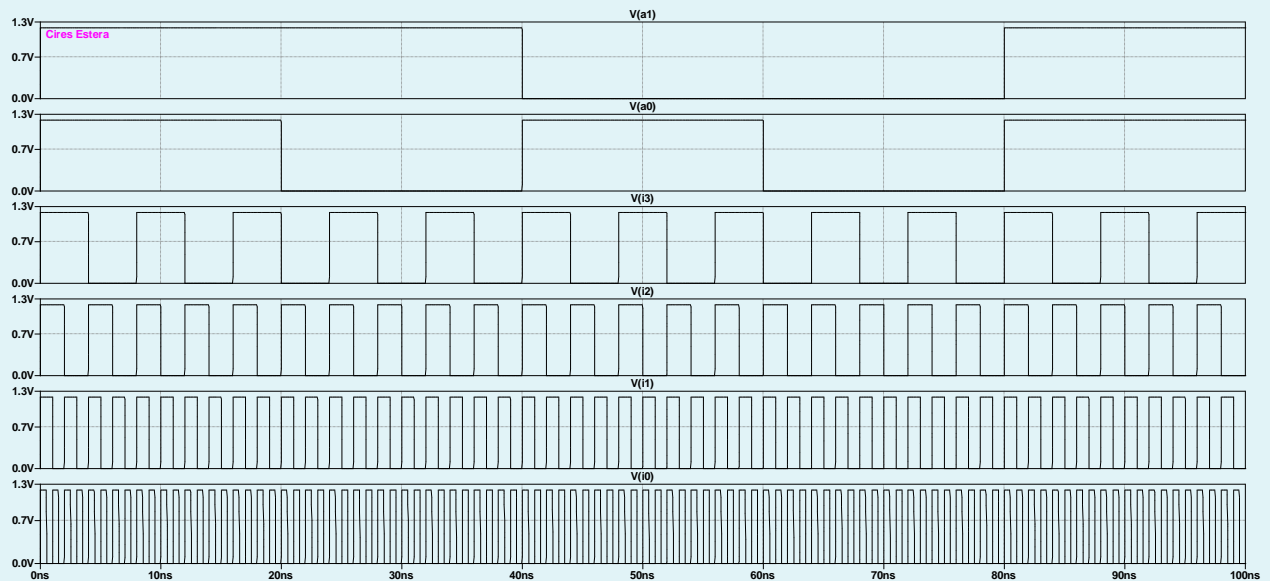 V(a1)
1.3V
Cires Estera
0.7V
0.0V
V(a0)
1.3V
0.7V
0.0V
V(i3)
1.3V
0.7V
0.0V
V(i2)
1.3V
0.7V
0.0V
V(i1)
1.3V
0.7V
0.0V
V(i0)
1.3V
0.7V
0.0V
0ns 10ns 20ns 30ns 40ns 50ns 60ns 70ns 80ns 90ns 100ns